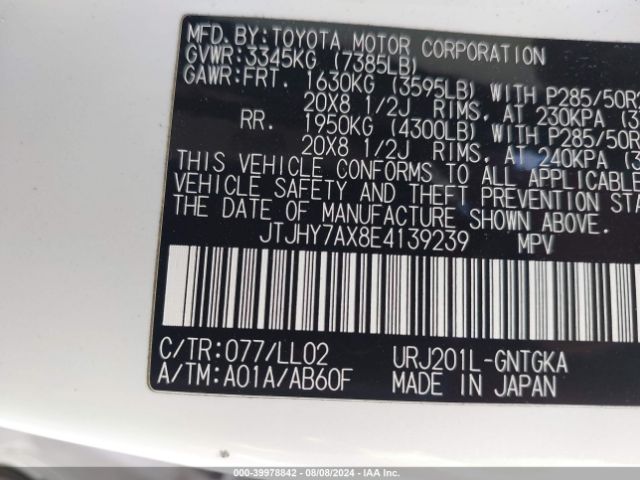 MFD. BY: TOYOTA MOTOR CORPORATION
GVWR: 3345KG (7385LB)
GAWR: FRT. 1630KG (3595LB) WITH P285/50R
20X8 1/2J RIMS, AT 230KPA
RR. 1950KG (4300LB) WITH P285/50R
20X8 1/2J RIMS, AT 240KPA
THIS VEHICLE CONFORMS TO ALL APPLICABLE
VEHICLE SAFETY AND THEFT PREVENTION
THE DATE OF MANUFACTURE SHOWN ABOVE.
JTJHY7AX8E4139239 MPV
C/TR: 077/LL02 URJ201L-GNTGKA
A/TM: A01A/AB60F MADE IN JAPAN
000-39978842 - 08/08/2024 - IAA Inc.